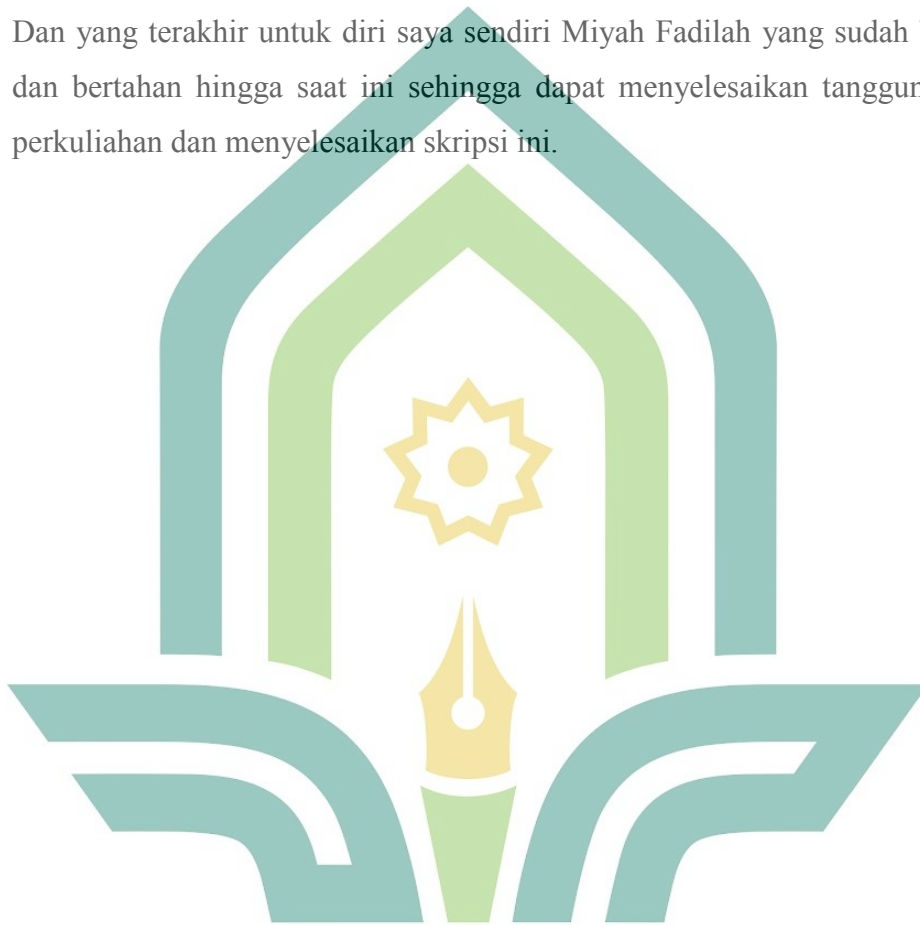 Dan yang terakhir untuk diri saya sendiri Miyah Fadilah yang sudah
dan bertahan hingga saat ini sehingga dapat menyelesaikan tanggun
perkuliahan dan menyelesaikan skripsi ini.